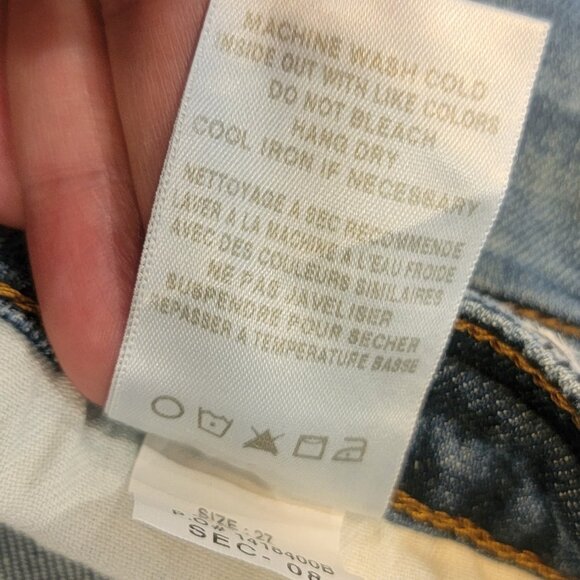 MACHINE WASH COLD
INSIDE OUT WITH LIKE COLORS
DO NOT BLEACH
HANG DRY
COOL IRON IF NECESSARY
NETTOYAGE A SEC RECOMMENDE
LAVER A LA MACHINE A L'EAU FROIDE
AVEC DES COULEURS SIMILAIRES
NE PAS JAVELISER
SUSPENDRE POUR SECHER
REPASSER A TEMPERATURE BASSE
SIZE: 27
P.O# 1416400B
SEC- 08